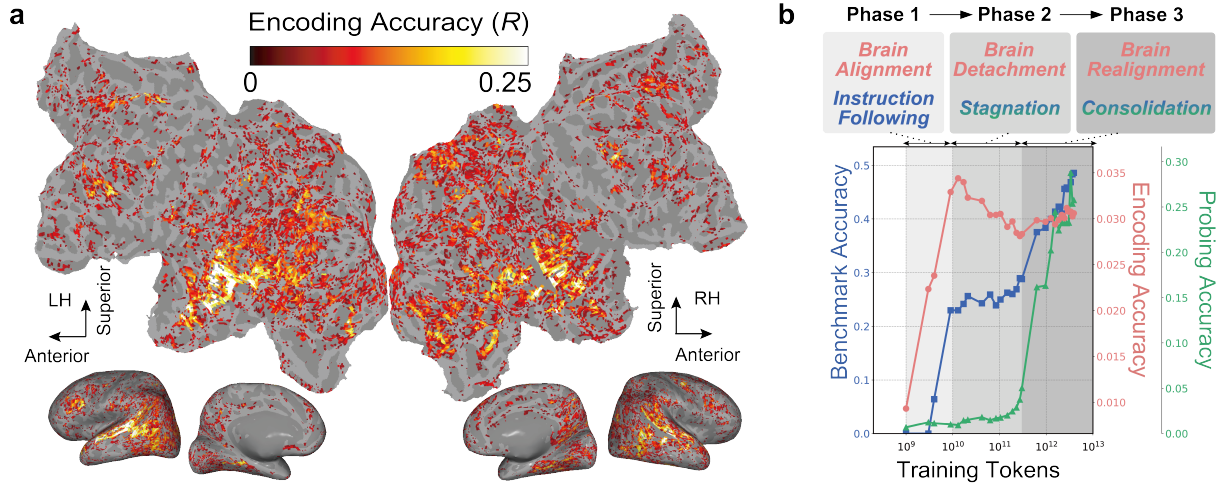 a
Encoding Accuracy (R)
0
0.25
LH
Superior
Anterior
RH
Superior
Anterior
b
Phase 1
Phase 2
Phase 3
Brain
Alignment
Instruction
Following
Brain
Detachment
Stagnation
Brain
Realignment
Consolidation
Benchmark Accuracy
0.5
0.4
0.3
0.2
0.1
0.0
0.035
0.030
0.025
0.020
0.015
0.010
Encoding Accuracy
0.30
0.25
0.20
0.15
0.10
0.05
0.00
Probing Accuracy
10⁹
10¹⁰
10¹¹
10¹²
10¹³
Training Tokens